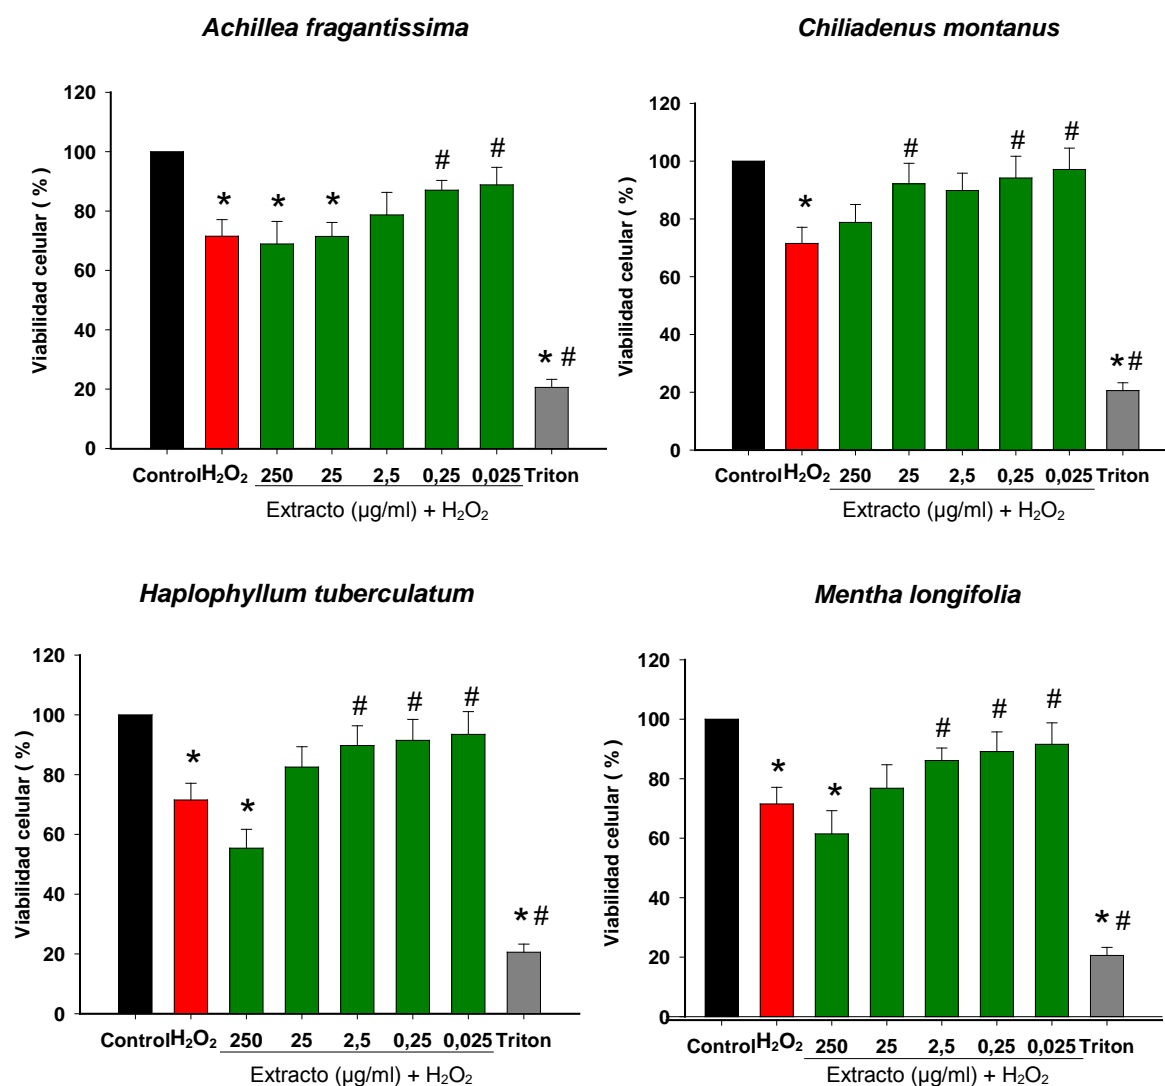 Achillea fragantissima
Viabilidad celular ( % )
120
100
80
60
40
20
0
* * * # # * #
Control H₂O₂ 250 25 2,5 0,25 0,025 Triton
Extracto (µg/ml) + H₂O₂
Chiliadenus montanus
Viabilidad celular ( % )
120
100
80
60
40
20
0
* # # # * #
Control H₂O₂ 250 25 2,5 0,25 0,025 Triton
Extracto (µg/ml) + H₂O₂
Haplophyllum tuberculatum
Viabilidad celular ( % )
120
100
80
60
40
20
0
* * # # # * #
Control H₂O₂ 250 25 2,5 0,25 0,025 Triton
Extracto (µg/ml) + H₂O₂
Mentha longifolia
Viabilidad celular ( % )
120
100
80
60
40
20
0
* * # # # * #
Control H₂O₂ 250 25 2,5 0,25 0,025 Triton
Extracto (µg/ml) + H₂O₂